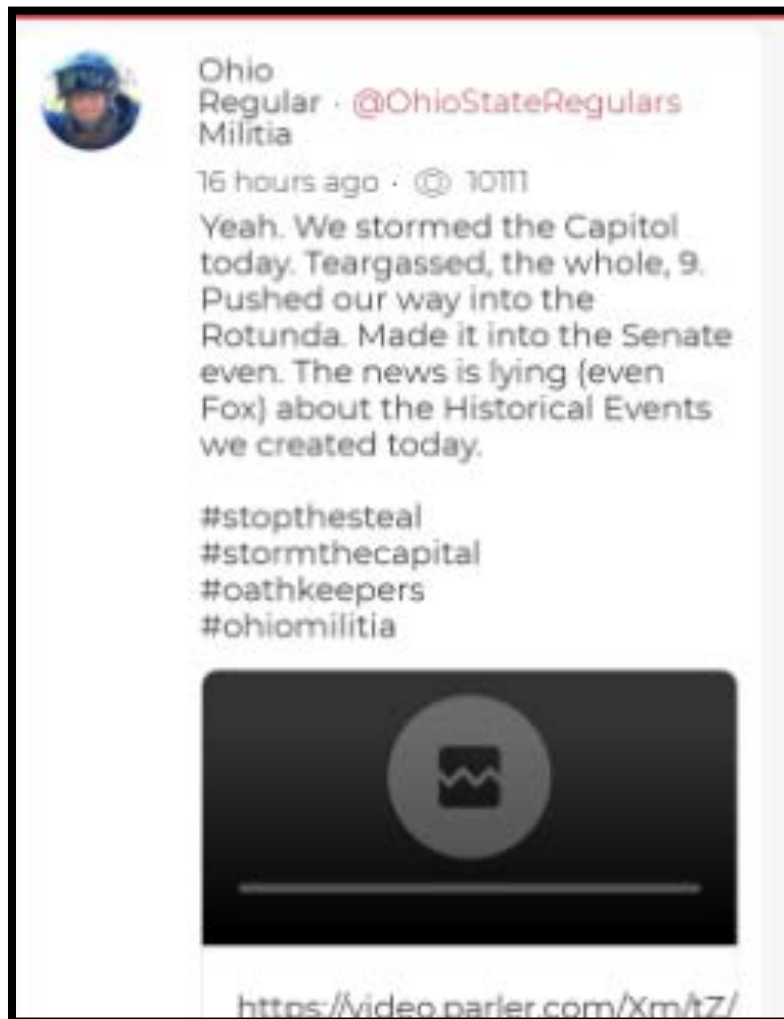 Ohio
Regular · @OhioStateRegulars
Militia
16 hours ago · 10111
Yeah. We stormed the Capitol
today. Teargassed, the whole, 9.
Pushed our way into the
Rotunda. Made it into the Senate
even. The news is lying (even
Fox) about the Historical Events
we created today.
#stopthesteal
#stormthecapital
#oathkeepers
#ohiomilitia
https://video.parler.com/Xm/tZ/